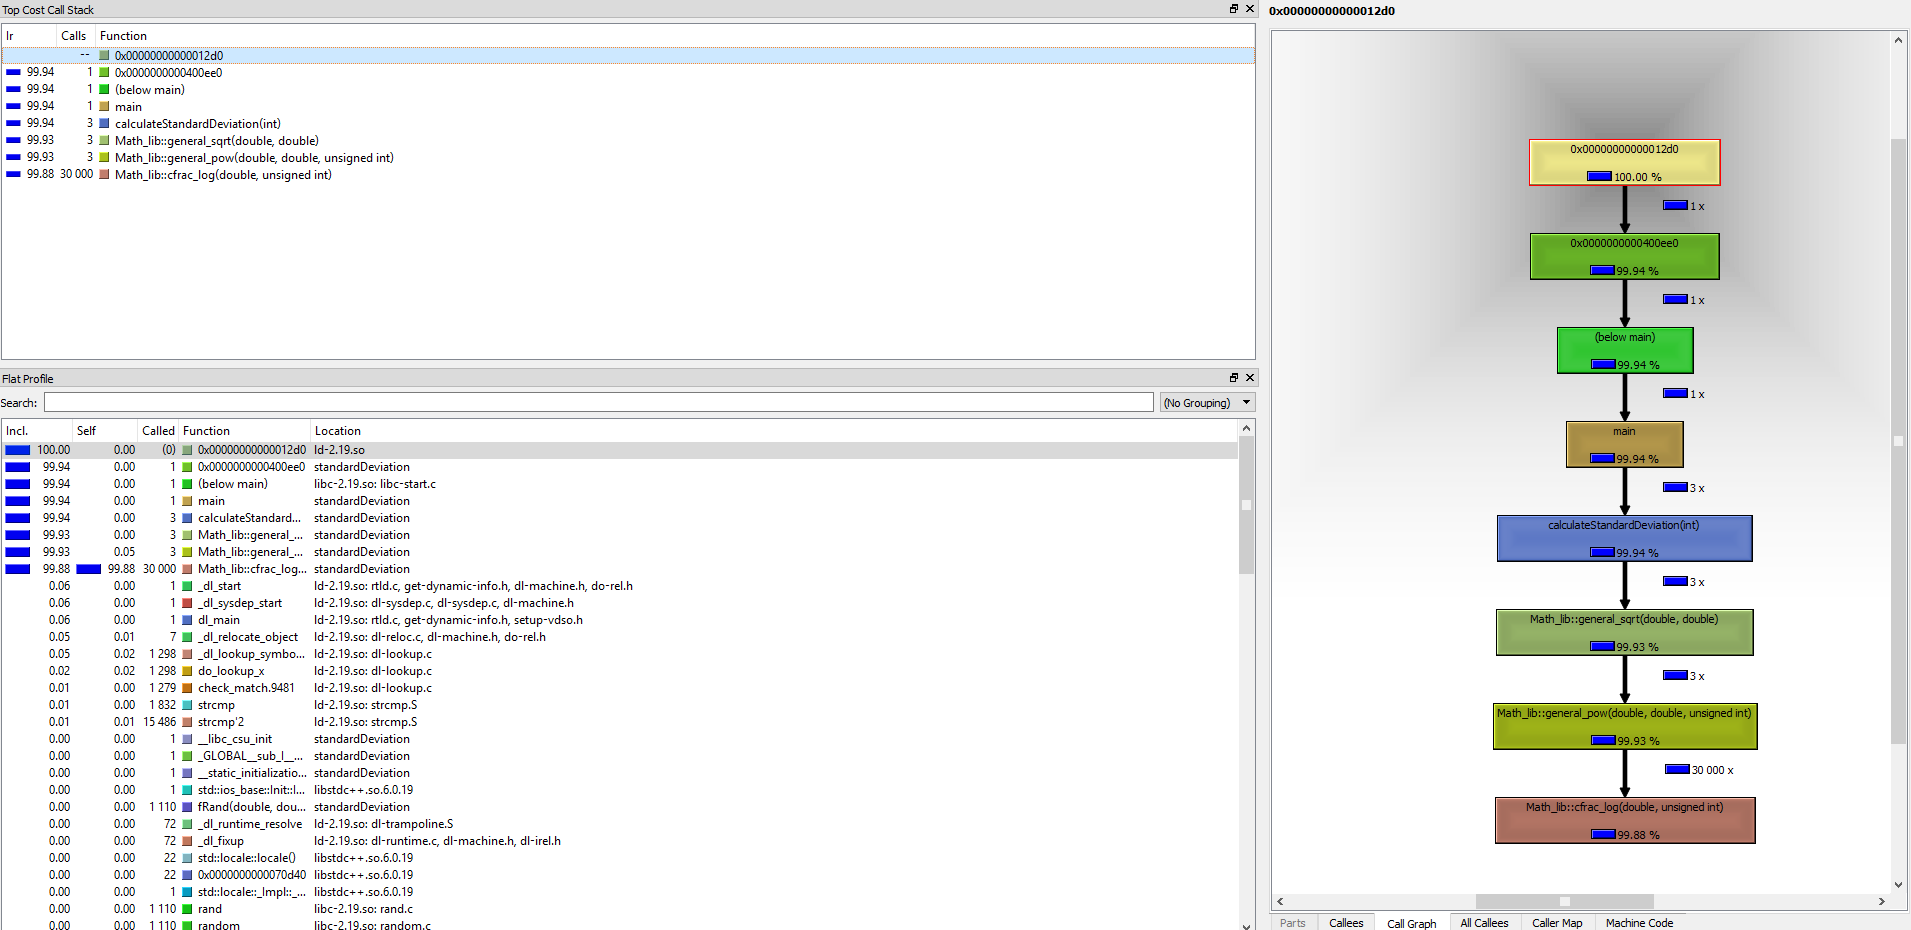 Top Cost Call Stack
Ir Calls Function
-- 0x00000000000012d0
99.94 1 0x0000000000400ee0
99.94 1 (below main)
99.94 1 main
99.94 3 calculateStandardDeviation(int)
99.93 3 Math_lib::general_sqrt(double, double)
99.93 3 Math_lib::general_pow(double, double, unsigned int)
99.88 30 000 Math_lib::cfrac_log(double, unsigned int)
Flat Profile
Search: (No Grouping)
Incl. Self Called Function Location
100.00 0.00 (0) 0x00000000000012d0 ld-2.19.so
99.94 0.00 1 0x0000000000400ee0 standardDeviation
99.94 0.00 1 (below main) libc-2.19.so: libc-start.c
99.94 0.00 1 main standardDeviation
99.94 0.00 3 calculateStandard... standardDeviation
99.93 0.00 3 Math_lib::general_... standardDeviation
99.93 0.05 3 Math_lib::general_... standardDeviation
99.88 99.88 30 000 Math_lib::cfrac_log... standardDeviation
0.06 0.00 1 _dl_start ld-2.19.so: rtld.c, get-dynamic-info.h, dl-machine.h, do-rel.h
0.06 0.00 1 _dl_sysdep_start ld-2.19.so: dl-sysdep.c, dl-sysdep.c, dl-machine.h
0.06 0.00 1 dl_main ld-2.19.so: rtld.c, get-dynamic-info.h, setup-vdso.h
0.05 0.01 7 _dl_relocate_object ld-2.19.so: dl-reloc.c, dl-machine.h, do-rel.h
0.05 0.02 1 298 _dl_lookup_symbo... ld-2.19.so: dl-lookup.c
0.02 0.02 1 298 do_lookup_x ld-2.19.so: dl-lookup.c
0.01 0.00 1 279 check_match.9481 ld-2.19.so: dl-lookup.c
0.01 0.00 1 832 strcmp ld-2.19.so: strcmp.S
0.01 0.01 15 486 strcmp'2 ld-2.19.so: strcmp.S
0.00 0.00 1 __libc_csu_init standardDeviation
0.00 0.00 1 _GLOBAL__sub_I__... standardDeviation
0.00 0.00 1 __static_initializatio... standardDeviation
0.00 0.00 1 std::ios_base::Init::I... libstdc++.so.6.0.19
0.00 0.00 1 110 fRand(double, dou... standardDeviation
0.00 0.00 72 _dl_runtime_resolve ld-2.19.so: dl-trampoline.S
0.00 0.00 72 _dl_fixup ld-2.19.so: dl-runtime.c, dl-machine.h, dl-irel.h
0.00 0.00 22 std::locale::locale() libstdc++.so.6.0.19
0.00 0.00 22 0x0000000000070d40 libstdc++.so.6.0.19
0.00 0.00 1 std::locale::_Impl::_... libstdc++.so.6.0.19
0.00 0.00 1 110 rand libc-2.19.so: rand.c
0.00 0.00 1 110 random libc-2.19.so: random.c
0x00000000000012d0
0x00000000000012d0
100.00 %
1 x
0x0000000000400ee0
99.94 %
1 x
(below main)
99.94 %
1 x
main
99.94 %
3 x
calculateStandardDeviation(int)
99.94 %
3 x
Math_lib::general_sqrt(double, double)
99.93 %
3 x
Math_lib::general_pow(double, double, unsigned int)
99.93 %
30 000 x
Math_lib::cfrac_log(double, unsigned int)
99.88 %
Parts Callees Call Graph All Callees Caller Map Machine Code